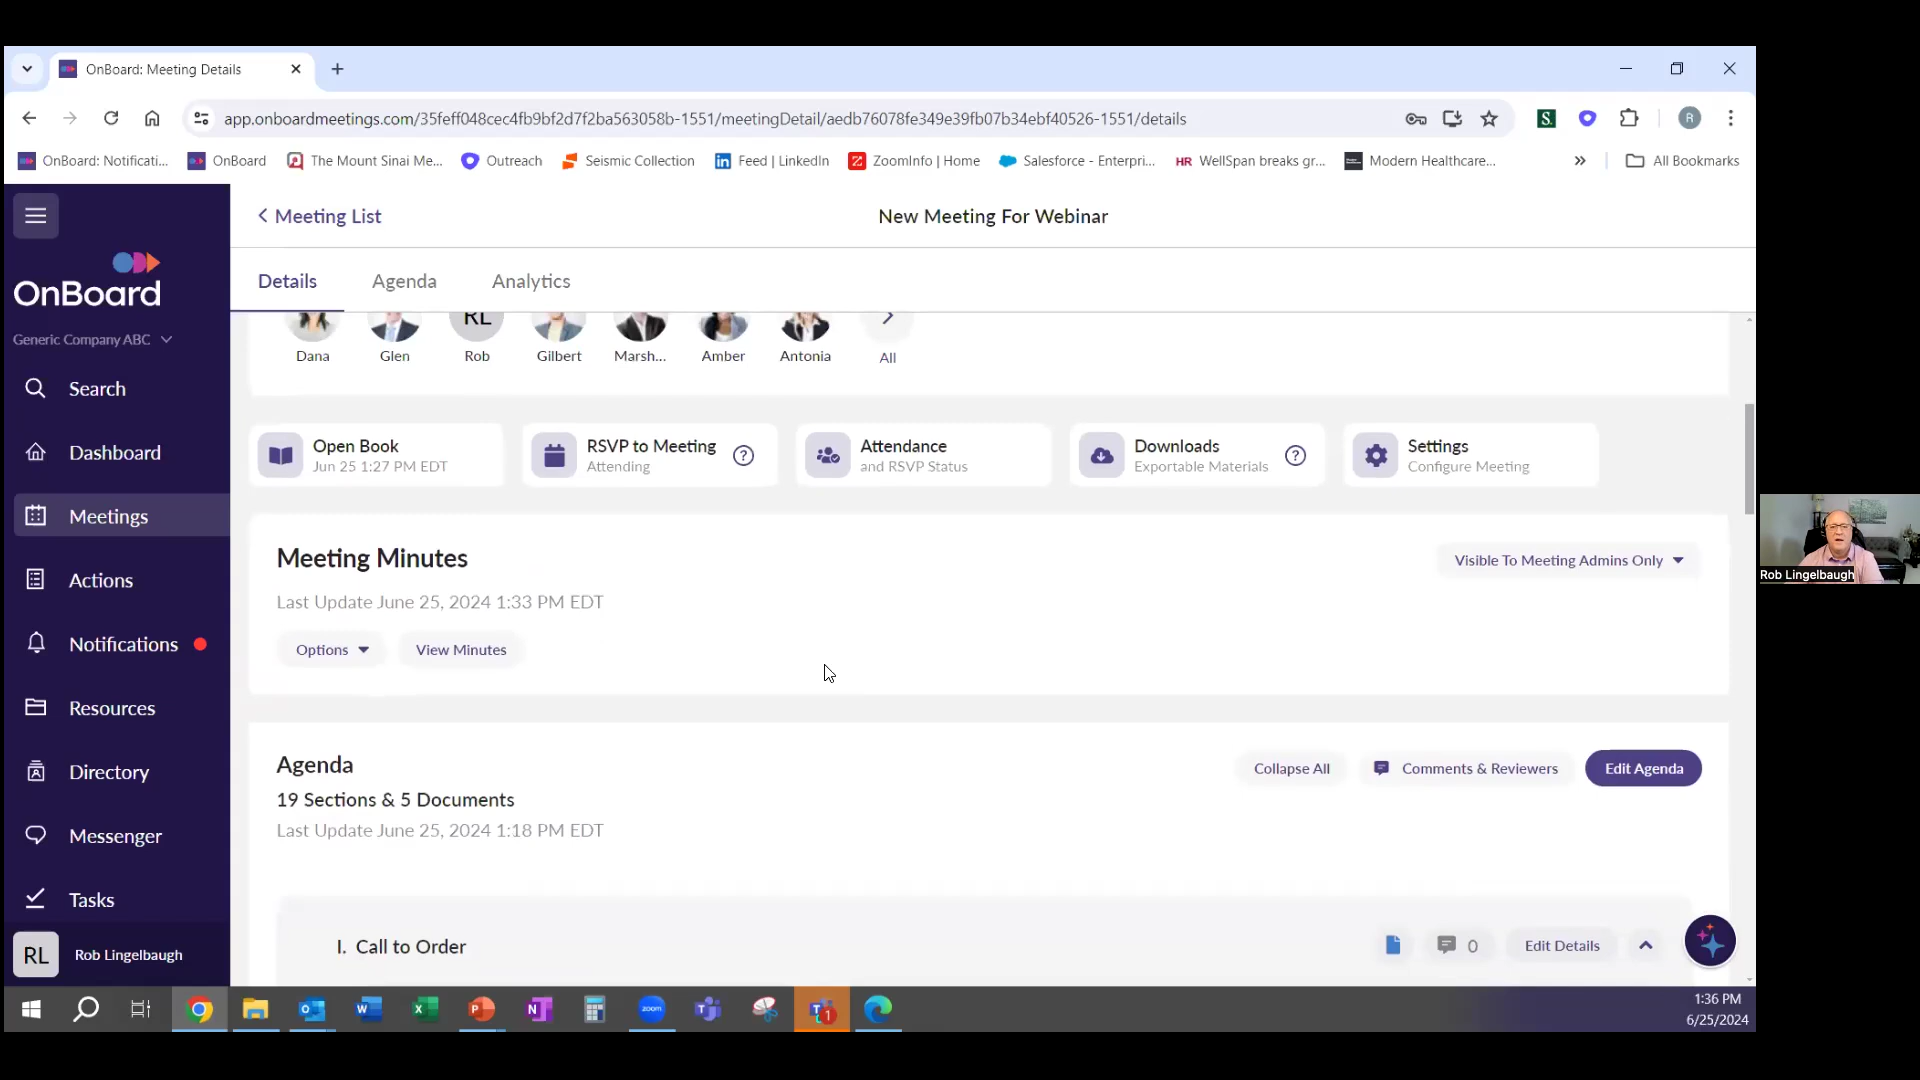 OnBoard: Meeting Details
app.onboardmeetings.com/35feff048cec4fb9bf2d7f2ba563058b-1551/meetingDetail/aedb76078fe349e39fb07b34ebf40526-1551/details
R
OnBoard: Notificati...
OnBoard
The Mount Sinai Me...
Outreach
Seismic Collection
Feed | LinkedIn
ZoomInfo | Home
Salesforce - Enterpri...
HR WellSpan breaks gr...
Modern Healthcare...
All Bookmarks
Meeting List
New Meeting For Webinar
OnBoard
Generic Company ABC
Search
Dashboard
Meetings
Actions
Notifications
Resources
Directory
Messenger
Tasks
RL Rob Lingelbaugh
Details
Agenda
Analytics
RL
Dana
Glen
Rob
Gilbert
Marsh...
Amber
Antonia
All
Open Book
Jun 25 1:27 PM EDT
RSVP to Meeting
Attending
?
Attendance
and RSVP Status
Downloads
Exportable Materials
?
Settings
Configure Meeting
Meeting Minutes
Visible To Meeting Admins Only
Last Update June 25, 2024 1:33 PM EDT
Options
View Minutes
Agenda
Collapse All
Comments & Reviewers
Edit Agenda
19 Sections & 5 Documents
Last Update June 25, 2024 1:18 PM EDT
I. Call to Order
0
Edit Details
Rob Lingelbaugh
zoom
1
1:36 PM
6/25/2024